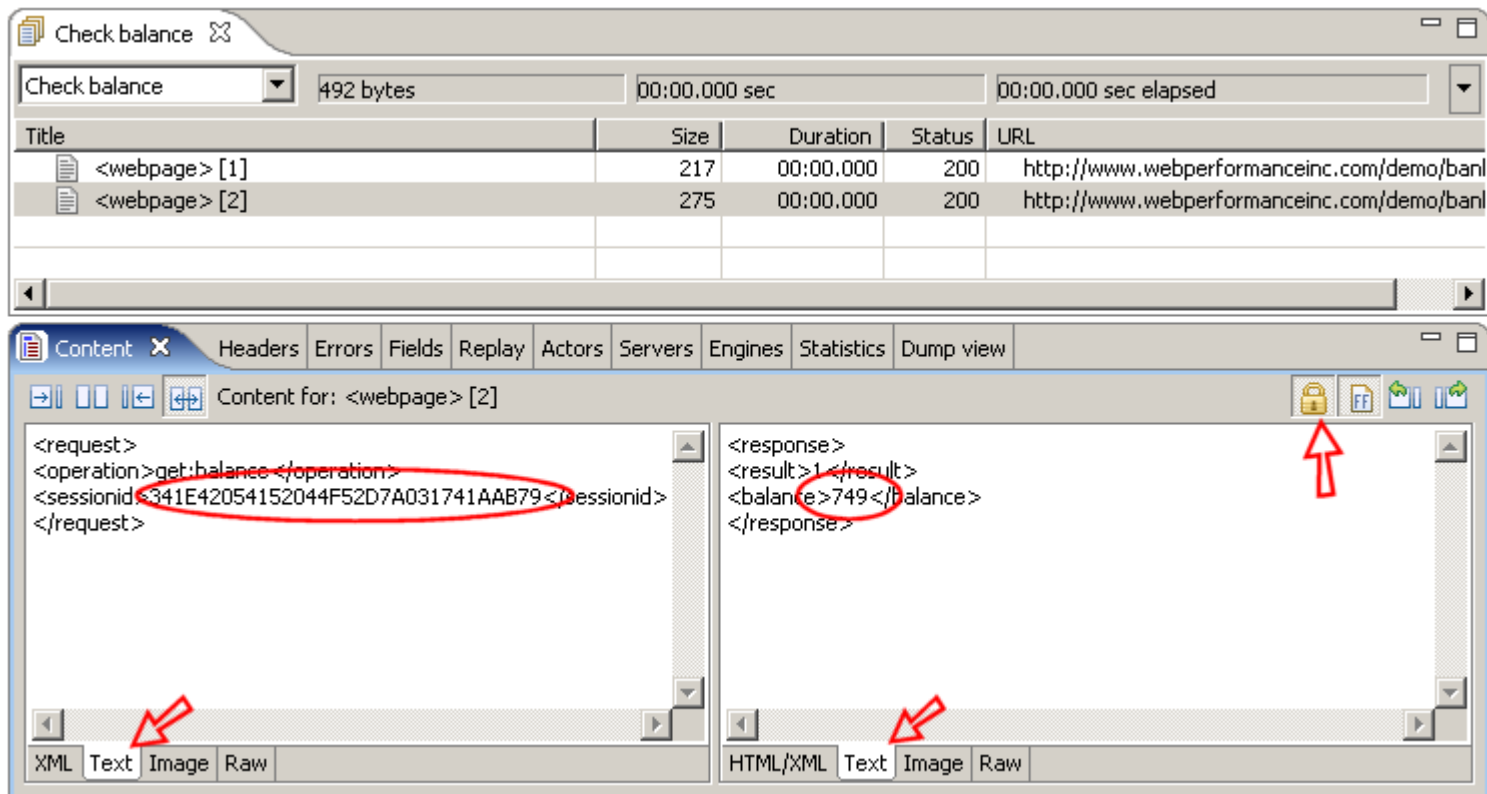 Check balance
Check balance 492 bytes 00:00.000 sec 00:00.000 sec elapsed
Title Size Duration Status URL
<webpage> [1] 217 00:00.000 200 http://www.webperformanceinc.com/demo/banl
<webpage> [2] 275 00:00.000 200 http://www.webperformanceinc.com/demo/banl
Content Headers Errors Fields Replay Actors Servers Engines Statistics Dump view
Content for: <webpage> [2] FF
<request>
<operation>get:balance</operation>
<sessionid>341E42054152044F52D7A031741AAB79</sessionid>
</request>
<response>
<result>1</result>
<balance>749</balance>
</response>
XML Text Image Raw
HTML/XML Text Image Raw